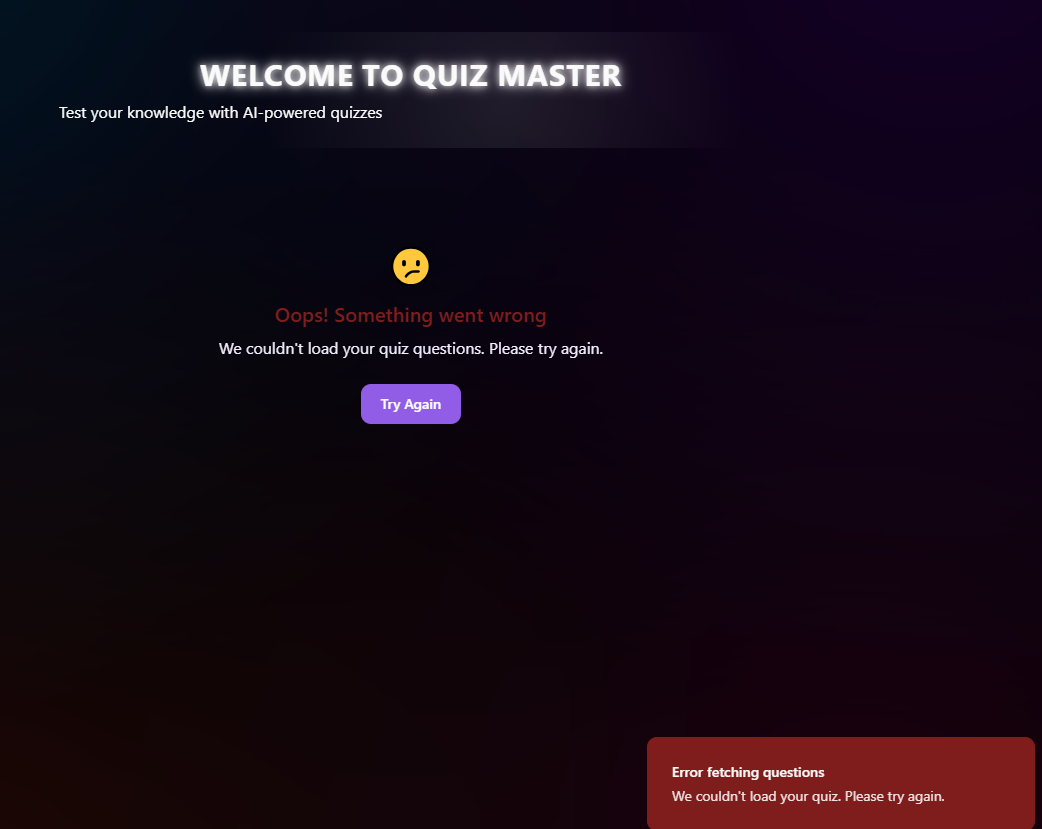 WELCOME TO QUIZ MASTER
Test your knowledge with AI-powered quizzes
Oops! Something went wrong
We couldn't load your quiz questions. Please try again.
Try Again
Error fetching questions
We couldn't load your quiz. Please try again.